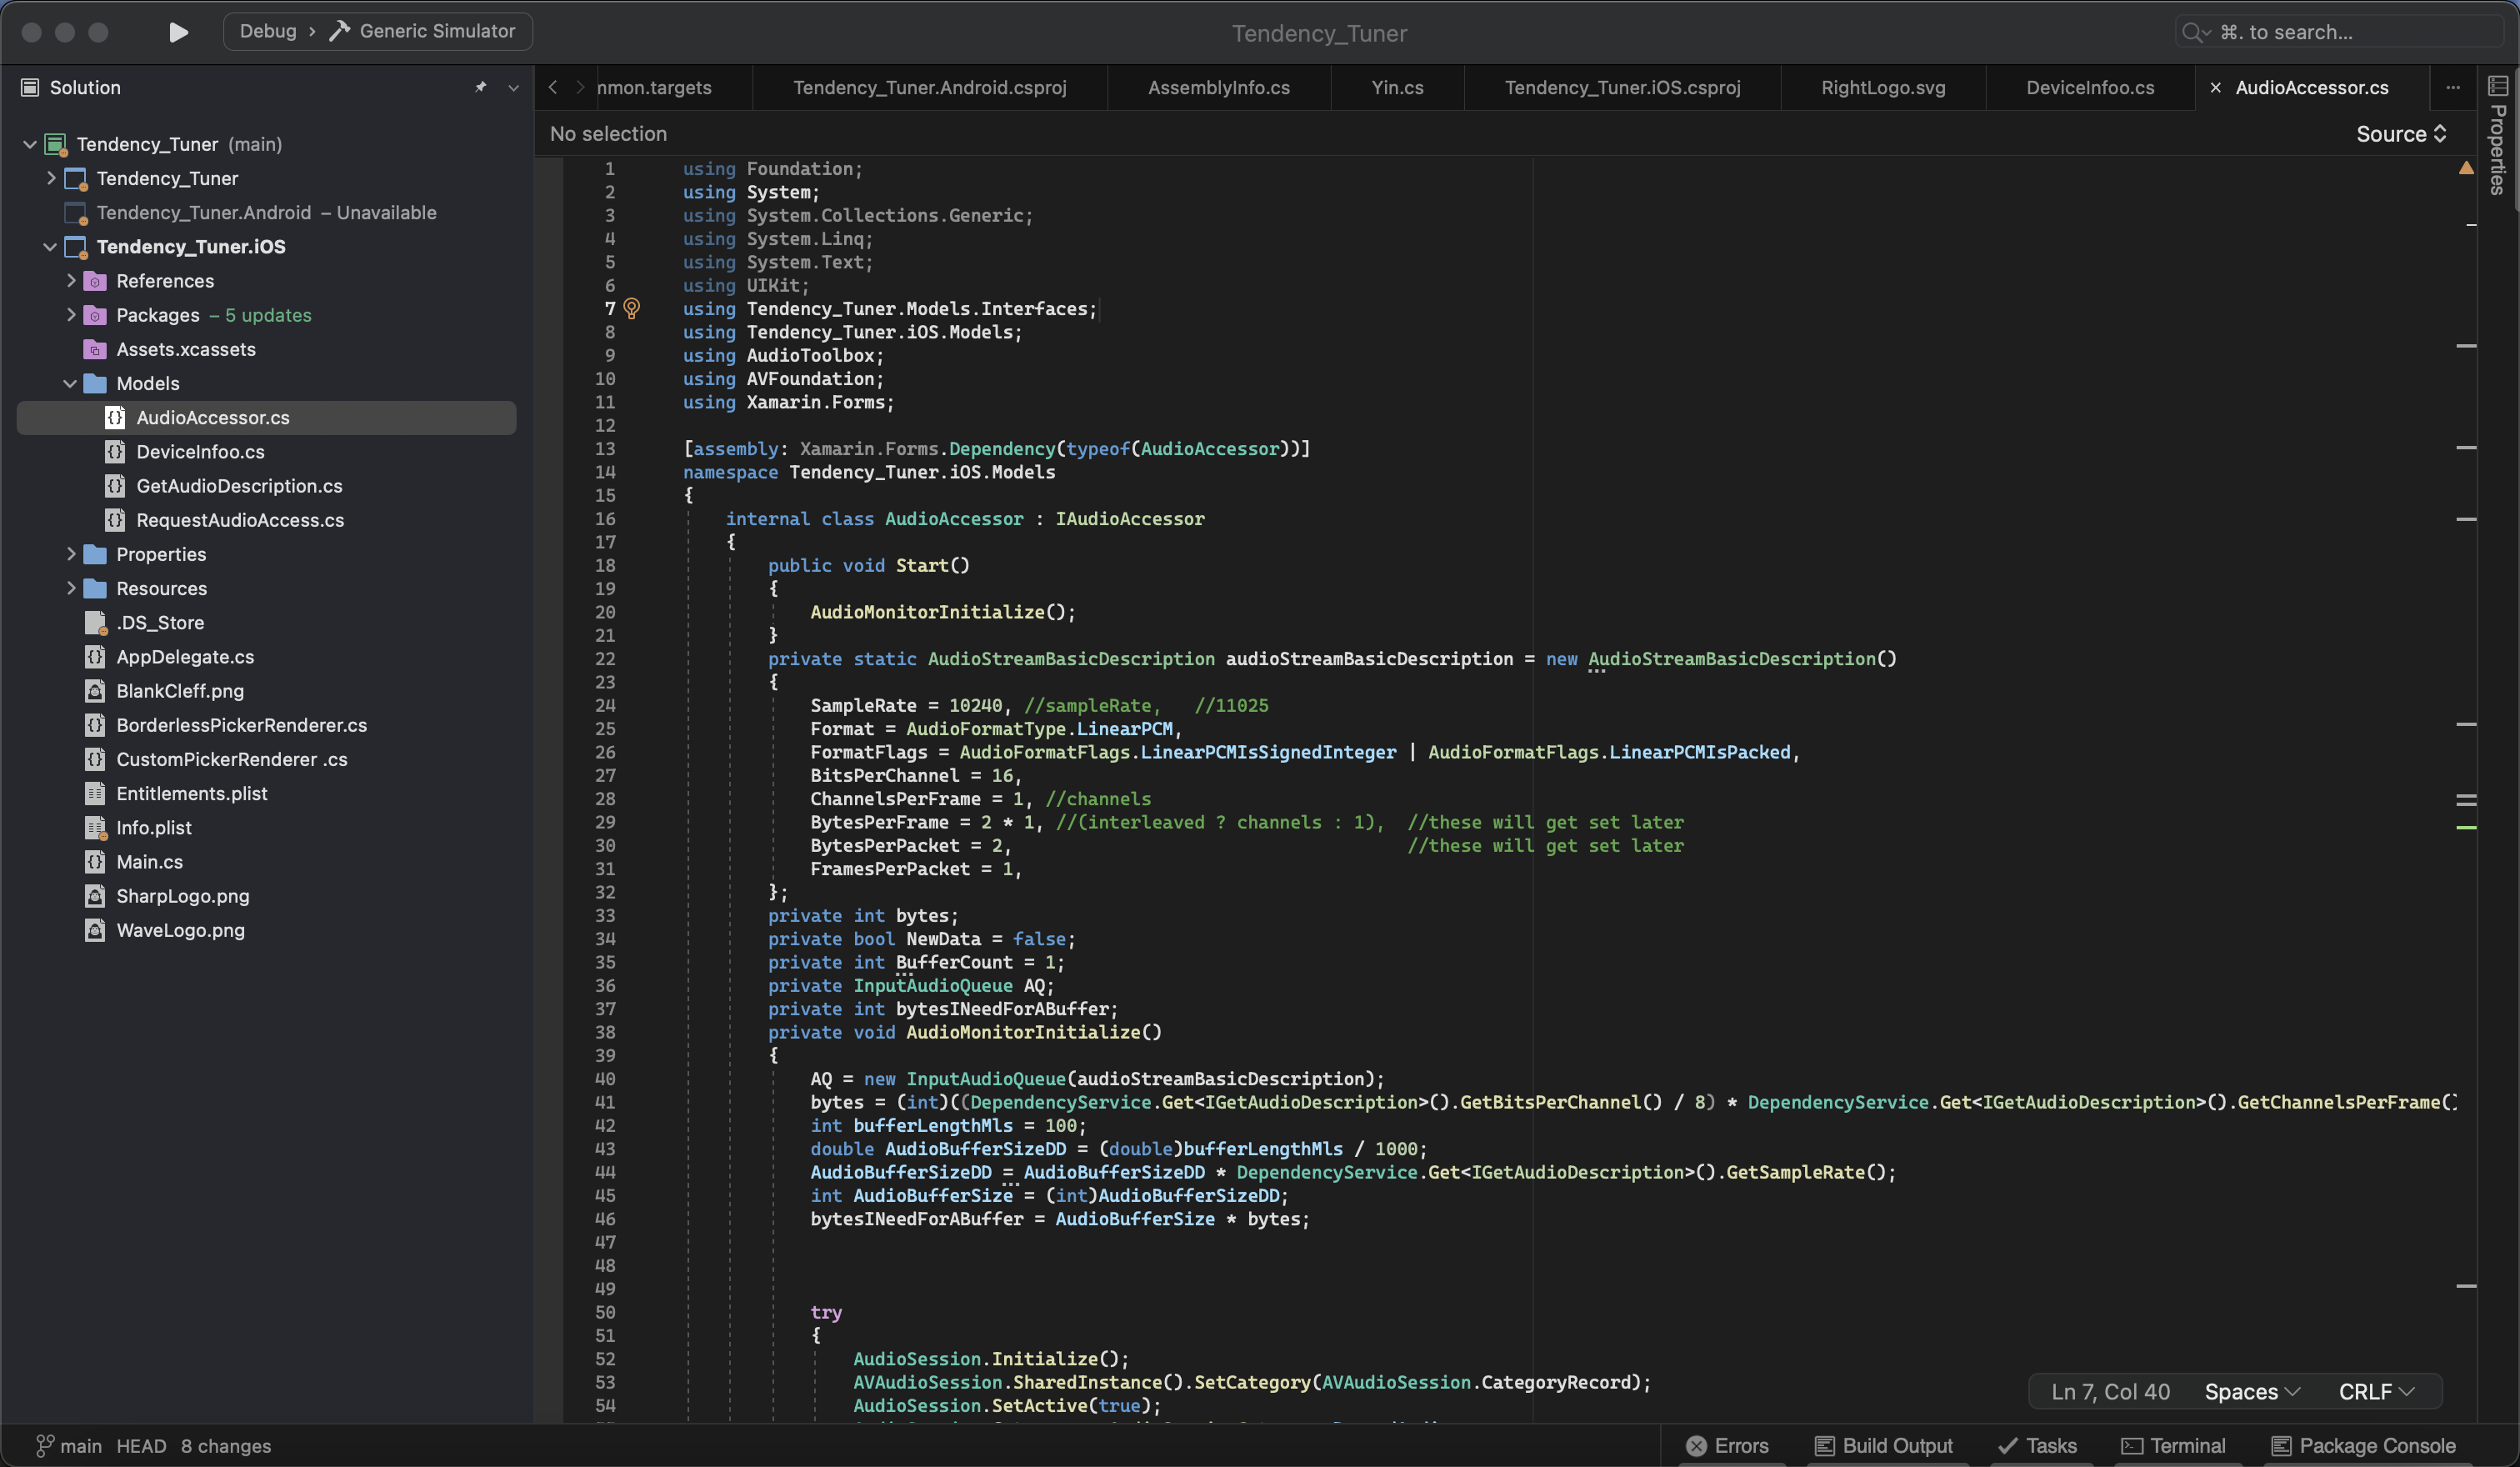 Debug › Generic Simulator
Tendency_Tuner
⌘. to search...
Solution
Tendency_Tuner (main)
Tendency_Tuner
Tendency_Tuner.Android – Unavailable
Tendency_Tuner.iOS
References
Packages – 5 updates
Assets.xcassets
Models
AudioAccessor.cs
DeviceInfoo.cs
GetAudioDescription.cs
RequestAudioAccess.cs
Properties
Resources
.DS_Store
AppDelegate.cs
BlankCleff.png
BorderlessPickerRenderer.cs
CustomPickerRenderer .cs
Entitlements.plist
Info.plist
Main.cs
SharpLogo.png
WaveLogo.png
mmon.targets Tendency_Tuner.Android.csproj AssemblyInfo.cs Yin.cs Tendency_Tuner.iOS.csproj RightLogo.svg DeviceInfoo.cs AudioAccessor.cs
No selection
Source
Properties
1 using Foundation;
2 using System;
3 using System.Collections.Generic;
4 using System.Linq;
5 using System.Text;
6 using UIKit;
7 using Tendency_Tuner.Models.Interfaces;
8 using Tendency_Tuner.iOS.Models;
9 using AudioToolbox;
10 using AVFoundation;
11 using Xamarin.Forms;
12
13 [assembly: Xamarin.Forms.Dependency(typeof(AudioAccessor))]
14 namespace Tendency_Tuner.iOS.Models
15 {
16 internal class AudioAccessor : IAudioAccessor
17 {
18 public void Start()
19 {
20 AudioMonitorInitialize();
21 }
22 private static AudioStreamBasicDescription audioStreamBasicDescription = new AudioStreamBasicDescription()
23 {
24 SampleRate = 10240, //sampleRate, //11025
25 Format = AudioFormatType.LinearPCM,
26 FormatFlags = AudioFormatFlags.LinearPCMIsSignedInteger | AudioFormatFlags.LinearPCMIsPacked,
27 BitsPerChannel = 16,
28 ChannelsPerFrame = 1, //channels
29 BytesPerFrame = 2 * 1, //(interleaved ? channels : 1), //these will get set later
30 BytesPerPacket = 2, //these will get set later
31 FramesPerPacket = 1,
32 };
33 private int bytes;
34 private bool NewData = false;
35 private int BufferCount = 1;
36 private InputAudioQueue AQ;
37 private int bytesINeedForABuffer;
38 private void AudioMonitorInitialize()
39 {
40 AQ = new InputAudioQueue(audioStreamBasicDescription);
41 bytes = (int)((DependencyService.Get<IGetAudioDescription>().GetBitsPerChannel() / 8) * DependencyService.Get<IGetAudioDescription>().GetChannelsPerFrame()
42 int bufferLengthMls = 100;
43 double AudioBufferSizeDD = (double)bufferLengthMls / 1000;
44 AudioBufferSizeDD = AudioBufferSizeDD * DependencyService.Get<IGetAudioDescription>().GetSampleRate();
45 int AudioBufferSize = (int)AudioBufferSizeDD;
46 bytesINeedForABuffer = AudioBufferSize * bytes;
47
48
49
50 try
51 {
52 AudioSession.Initialize();
53 AVAudioSession.SharedInstance().SetCategory(AVAudioSession.CategoryRecord);
54 AudioSession.SetActive(true);
Ln 7, Col 40 Spaces CRLF
main HEAD 8 changes
Errors Build Output Tasks Terminal Package Console